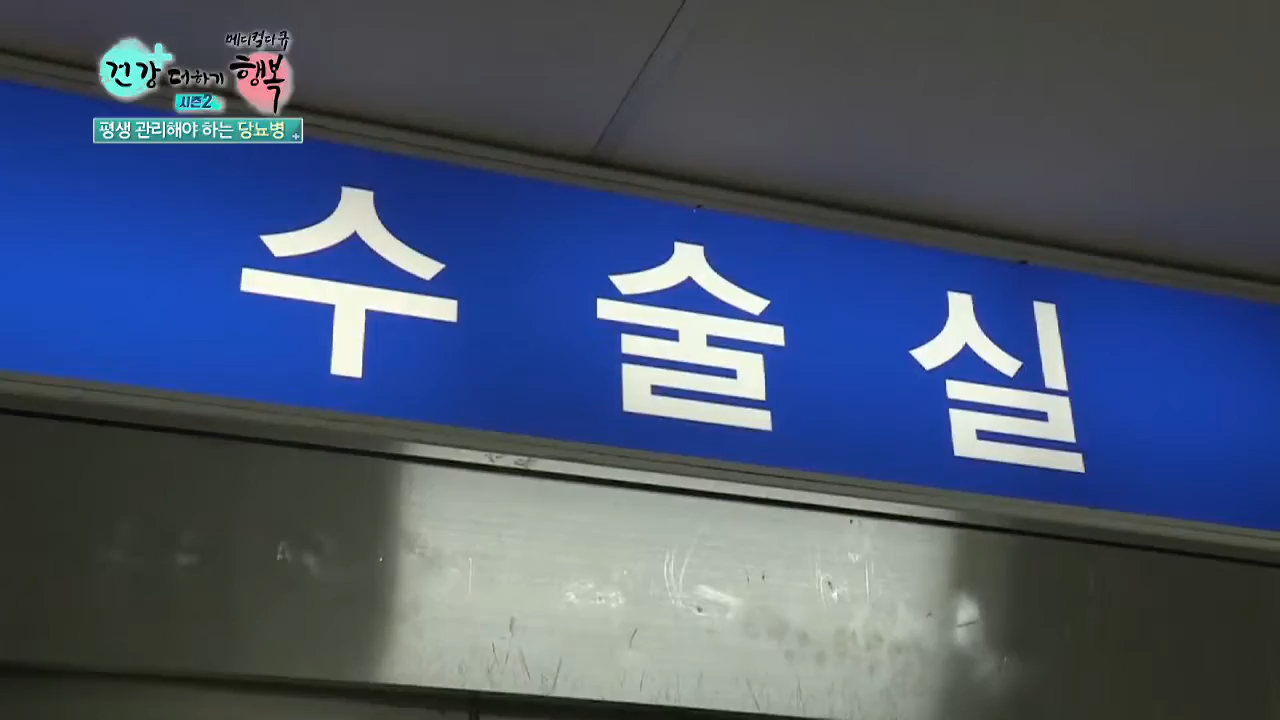 메디컬다큐
건강 더하기 행복
시즌2
평생 관리해야 하는 당뇨병
수술실